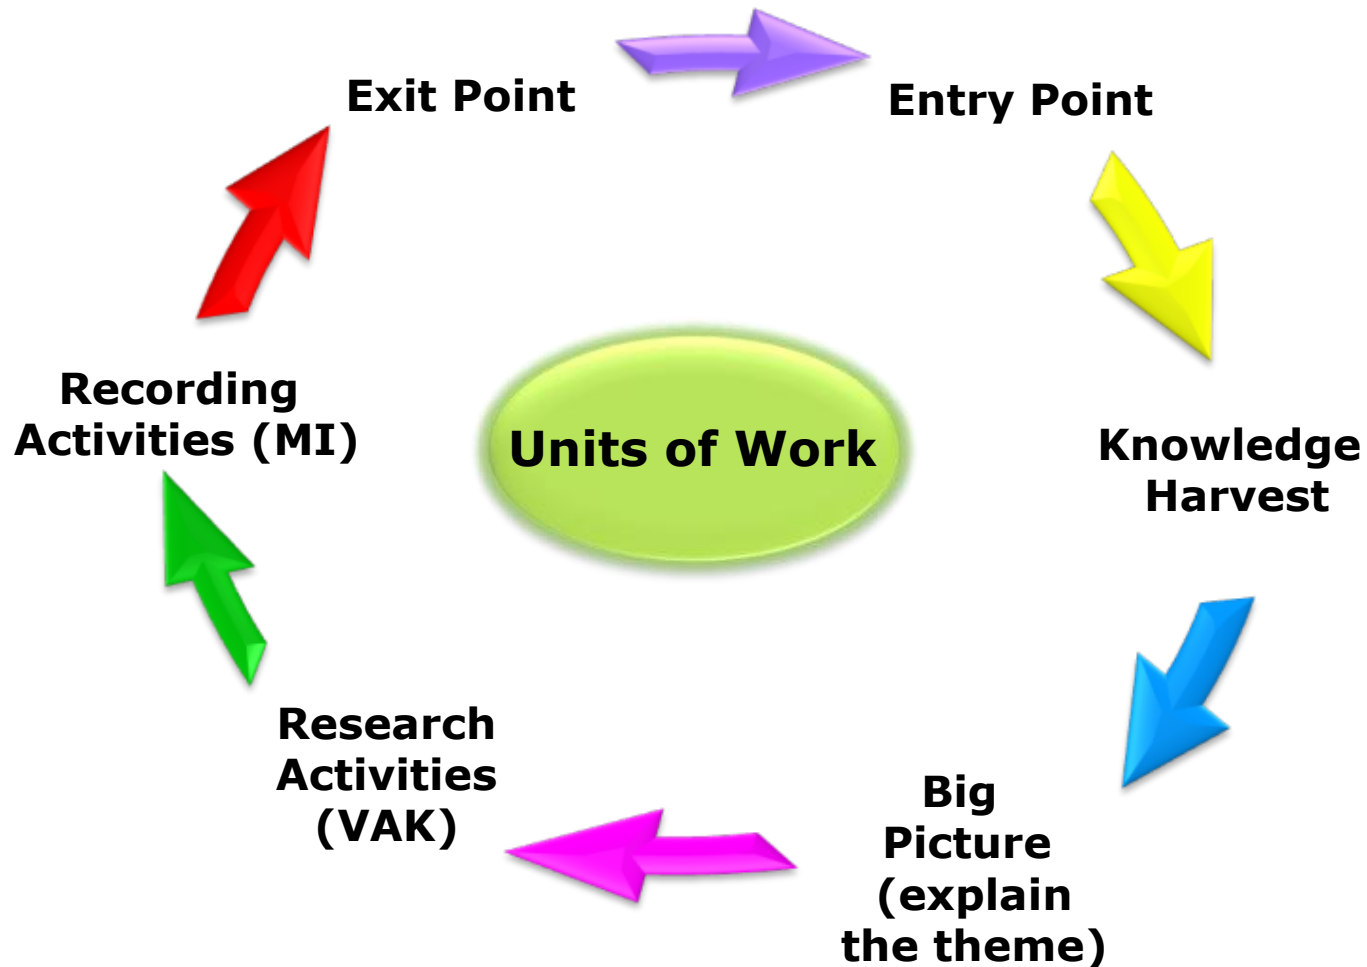 Exit Point
Entry Point
Knowledge
Harvest
Big
Picture
(explain
the theme)
Research
Activities
(VAK)
Recording
Activities (MI)
Units of Work